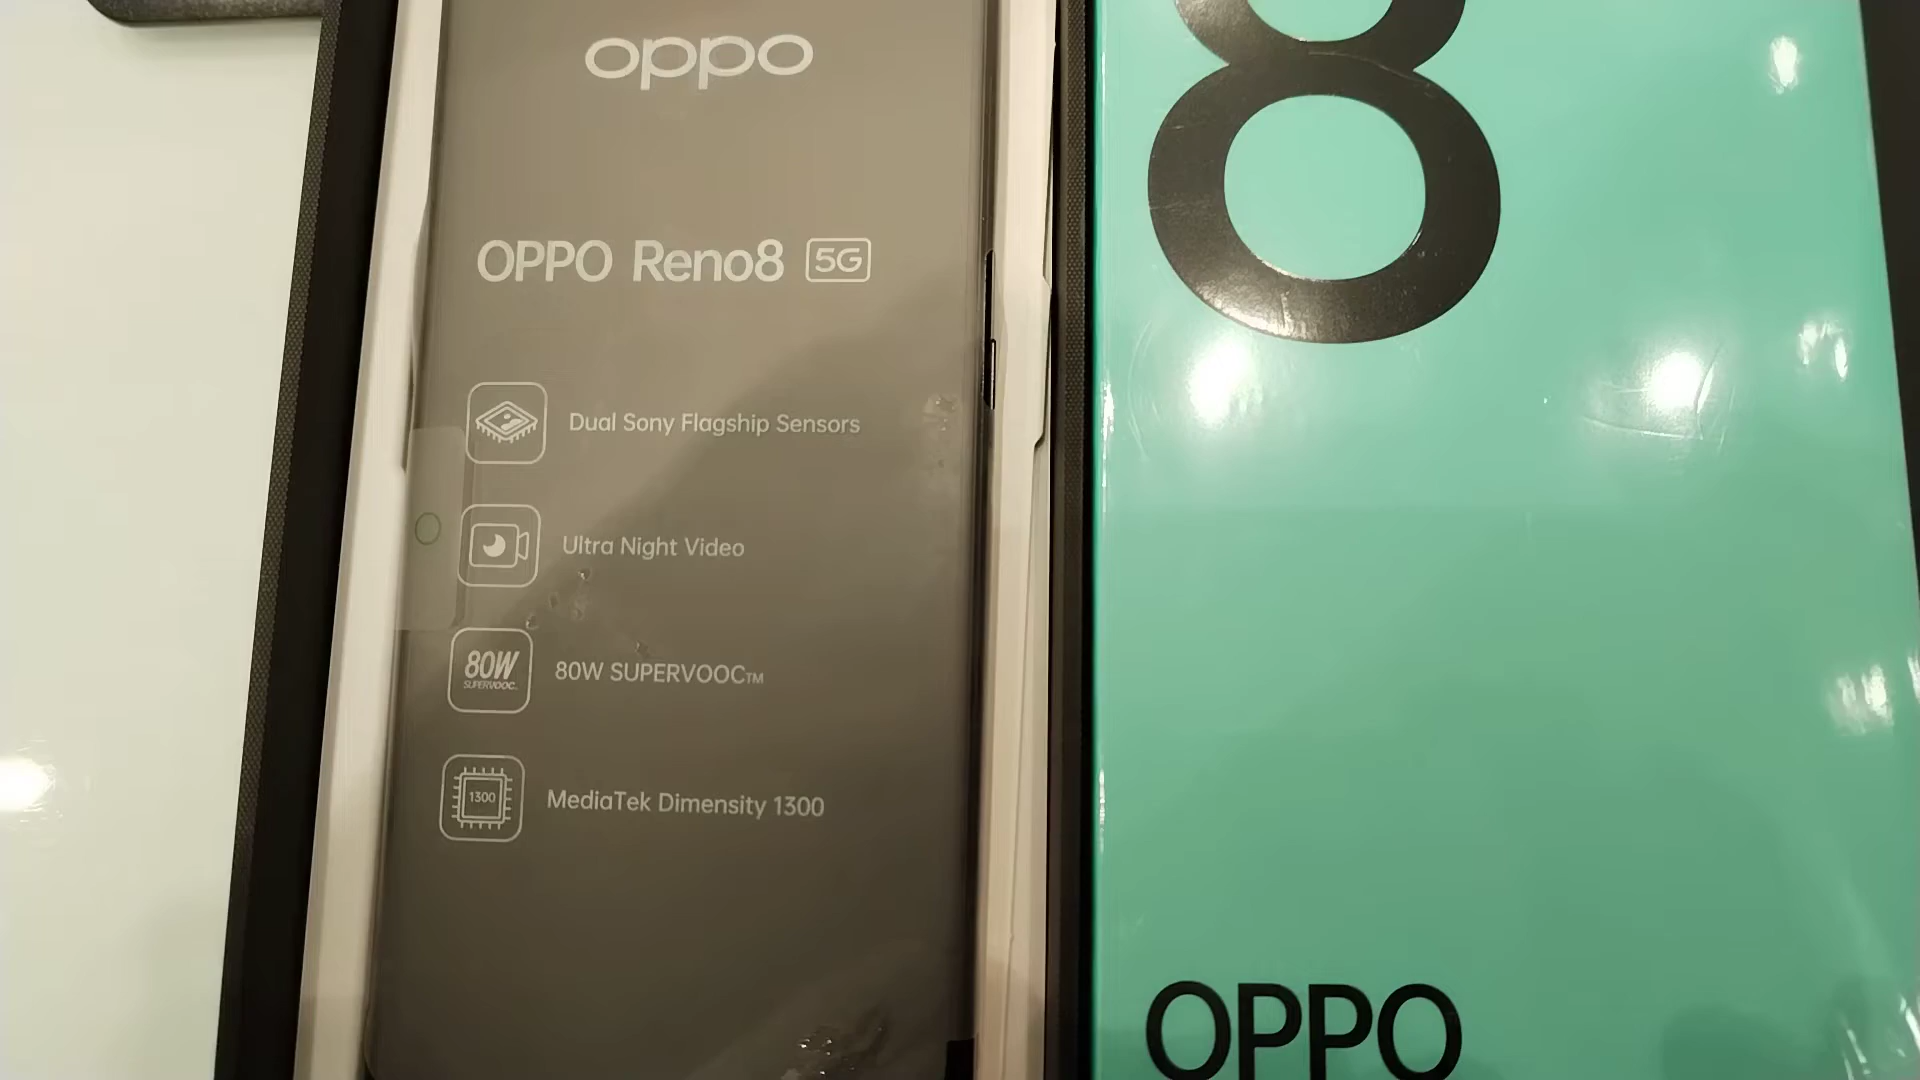 oppo
OPPO Reno8 5G
Dual Sony Flagship Sensors
Ultra Night Video
80W
SUPERVOOC™
80W SUPERVOOC™
1300
MediaTek Dimensity 1300
8
OPPO